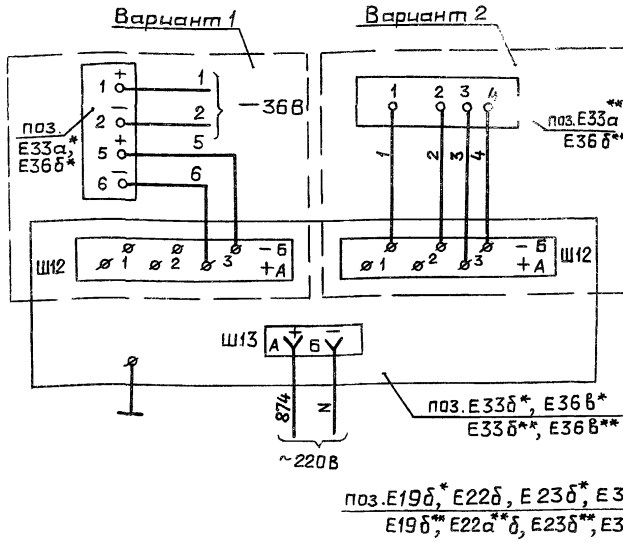 Вариант 1
Вариант 2
поз.
Е33а,*
Е36б*
1 +
2 −
5 +
6 −
1
2
5
6
—36В
1 2 3 4
1 2 3 4
поз.Е33а**
Е36б**
Ш12
1 2 3 −Б
+А
1 2 3 −Б
+А
Ш12
Ш13
А + Б −
874
N
~220В
поз.Е33б*, Е36в*
Е33б**, Е36в**
поз.Е19б,* Е22б, Е23б,* Е3
Е19б,** Е22а**б, Е23б**, Е3